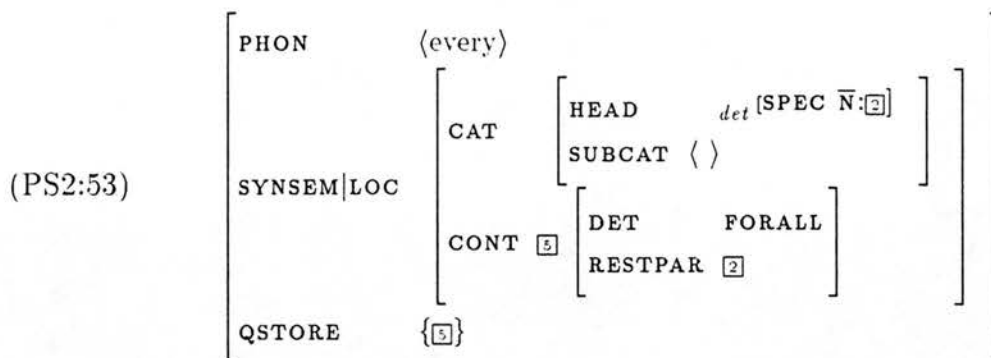 PHON ⟨every⟩
CAT HEAD det[SPEC N̅:[2]]
SUBCAT ⟨ ⟩
(PS2:53) SYNSEM|LOC
CONT [5] DET FORALL
RESTPAR [2]
QSTORE {[5]}